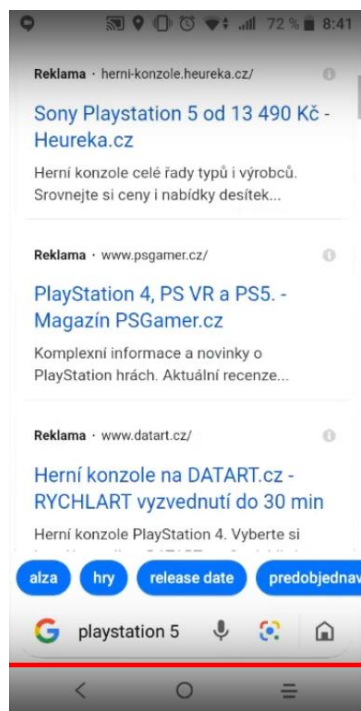 72 % 8:41
Reklama · herni-konzole.heureka.cz/
Sony Playstation 5 od 13 490 Kč -
Heureka.cz
Herní konzole celé řady typů i výrobců.
Srovnejte si ceny i nabídky desítek...
Reklama · www.psgamer.cz/
PlayStation 4, PS VR a PS5. -
Magazín PSGamer.cz
Komplexní informace a novinky o
PlayStation hrách. Aktuální recenze...
Reklama · www.datart.cz/
Herní konzole na DATART.cz -
RYCHLART vyzvednutí do 30 min
Herní konzole PlayStation 4. Vyberte si
alza hry release date predobjednav
playstation 5